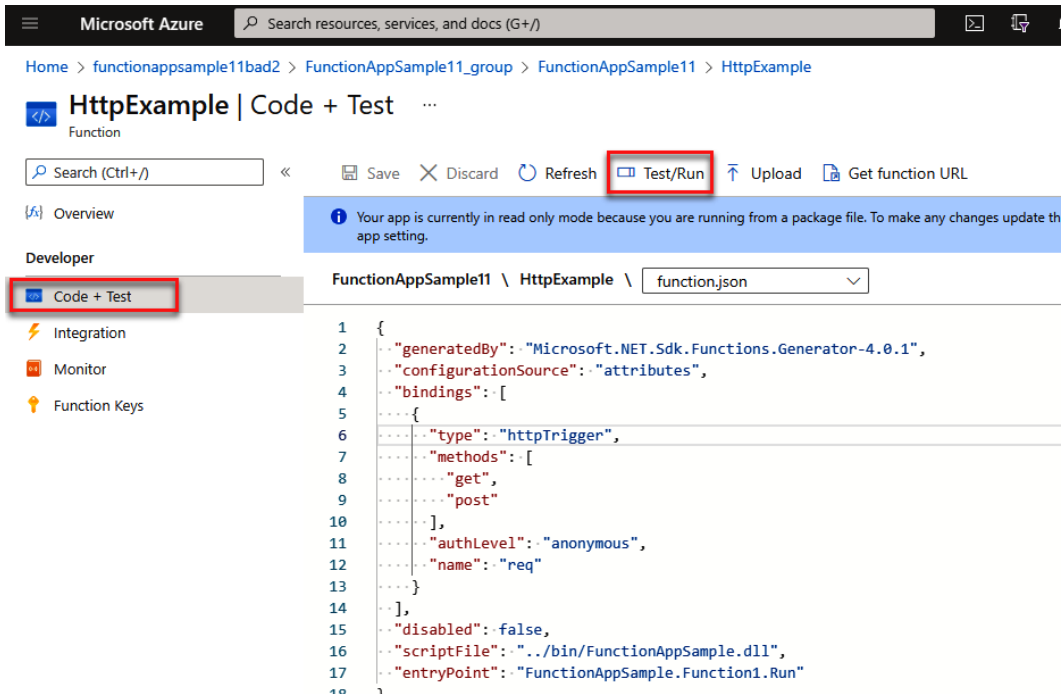 Microsoft Azure
Search resources, services, and docs (G+/)
Home > functionappsample11bad2 > FunctionAppSample11_group > FunctionAppSample11 > HttpExample
HttpExample | Code + Test ...
Function
Search (Ctrl+/)
«
Save Discard Refresh Test/Run Upload Get function URL
Overview
Developer
Code + Test
Integration
Monitor
Function Keys
Your app is currently in read only mode because you are running from a package file. To make any changes update th
app setting.
FunctionAppSample11 \ HttpExample \ function.json
1 {
2 "generatedBy": "Microsoft.NET.Sdk.Functions.Generator-4.0.1",
3 "configurationSource": "attributes",
4 "bindings": [
5 {
6 "type": "httpTrigger",
7 "methods": [
8 "get",
9 "post"
10 ],
11 "authLevel": "anonymous",
12 "name": "req"
13 }
14 ],
15 "disabled": false,
16 "scriptFile": "../bin/FunctionAppSample.dll",
17 "entryPoint": "FunctionAppSample.Function1.Run"
18 }